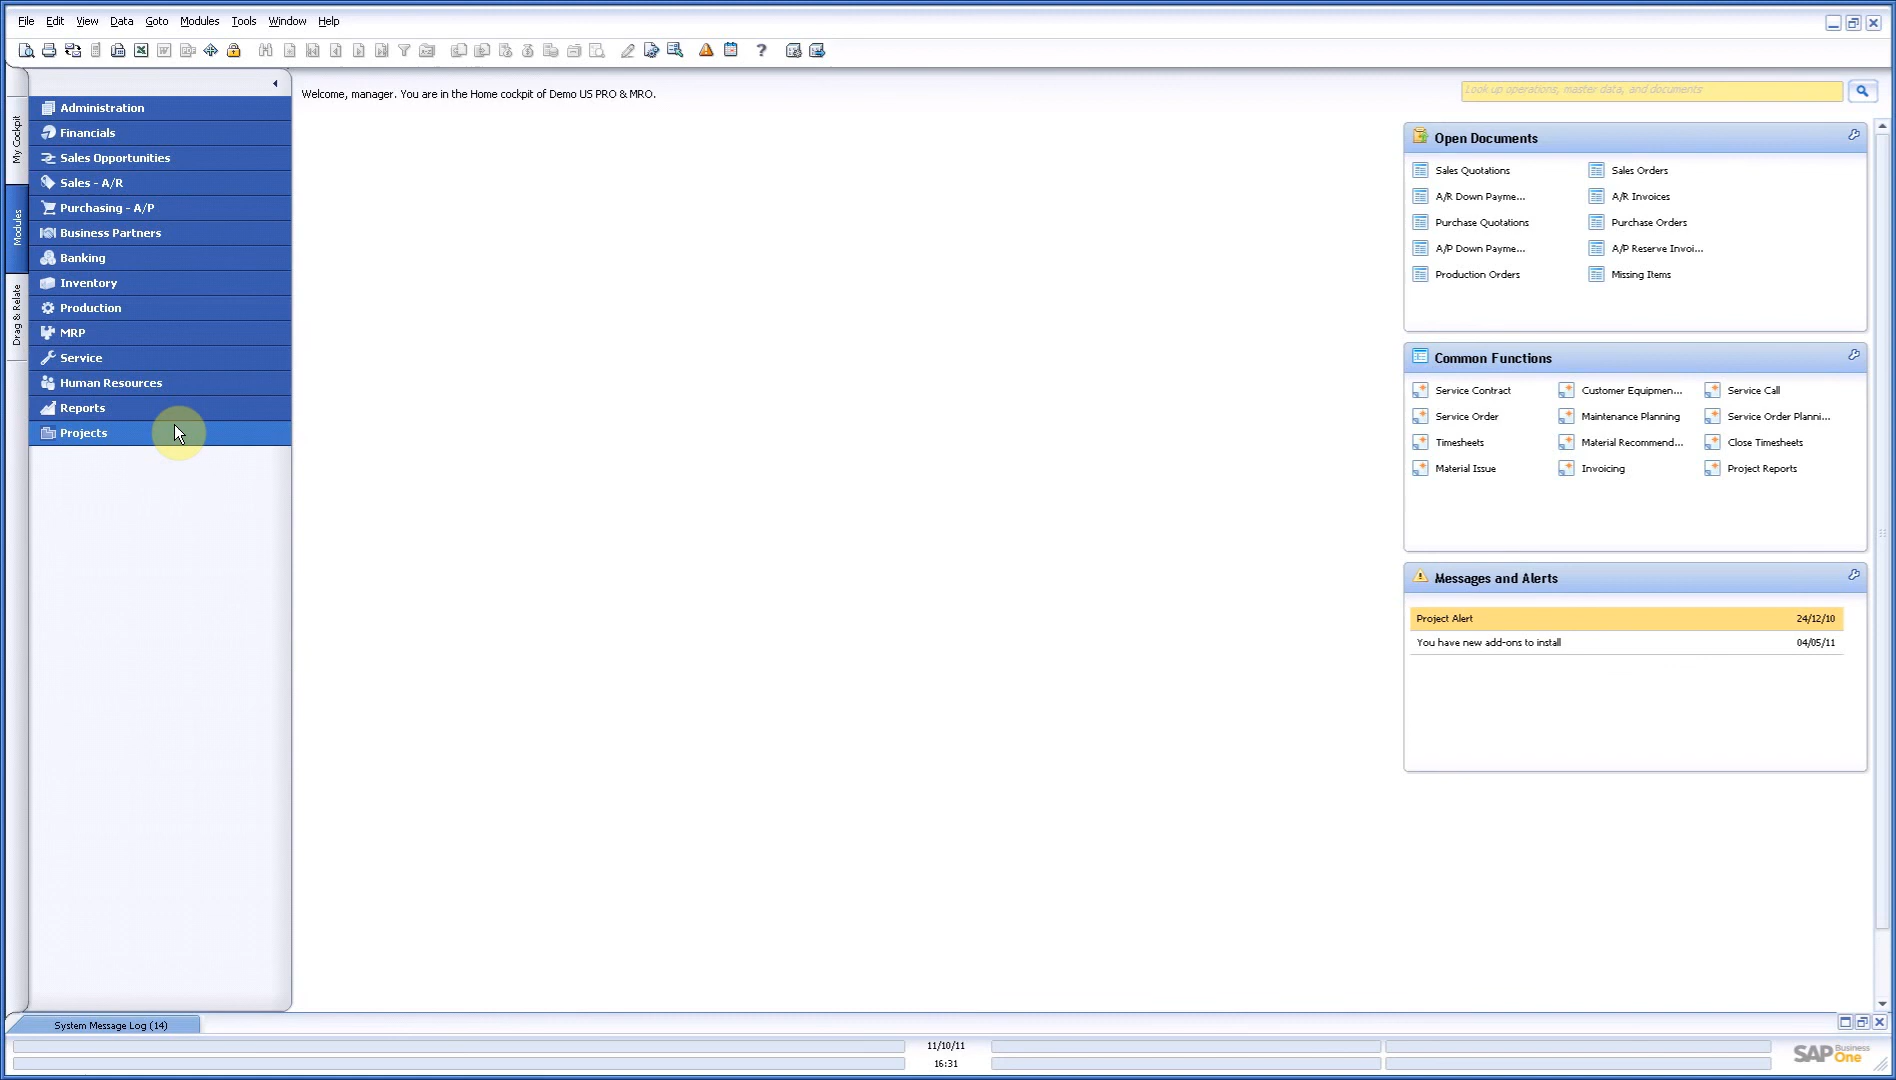 File Edit View Data Goto Modules Tools Window Help
Welcome, manager. You are in the Home cockpit of Demo US PRO & MRO.
Look up operations, master data, and documents
My Cockpit
Modules
Drag & Relate
Administration
Financials
Sales Opportunities
Sales - A/R
Purchasing - A/P
Business Partners
Banking
Inventory
Production
MRP
Service
Human Resources
Reports
Projects
Open Documents
Sales Quotations Sales Orders
A/R Down Payme... A/R Invoices
Purchase Quotations Purchase Orders
A/P Down Payme... A/P Reserve Invoi...
Production Orders Missing Items
Common Functions
Service Contract Customer Equipmen... Service Call
Service Order Maintenance Planning Service Order Planni...
Timesheets Material Recommend... Close Timesheets
Material Issue Invoicing Project Reports
Messages and Alerts
Project Alert 24/12/10
You have new add-ons to install 04/05/11
System Message Log (14)
11/10/11
16:31
SAP Business One